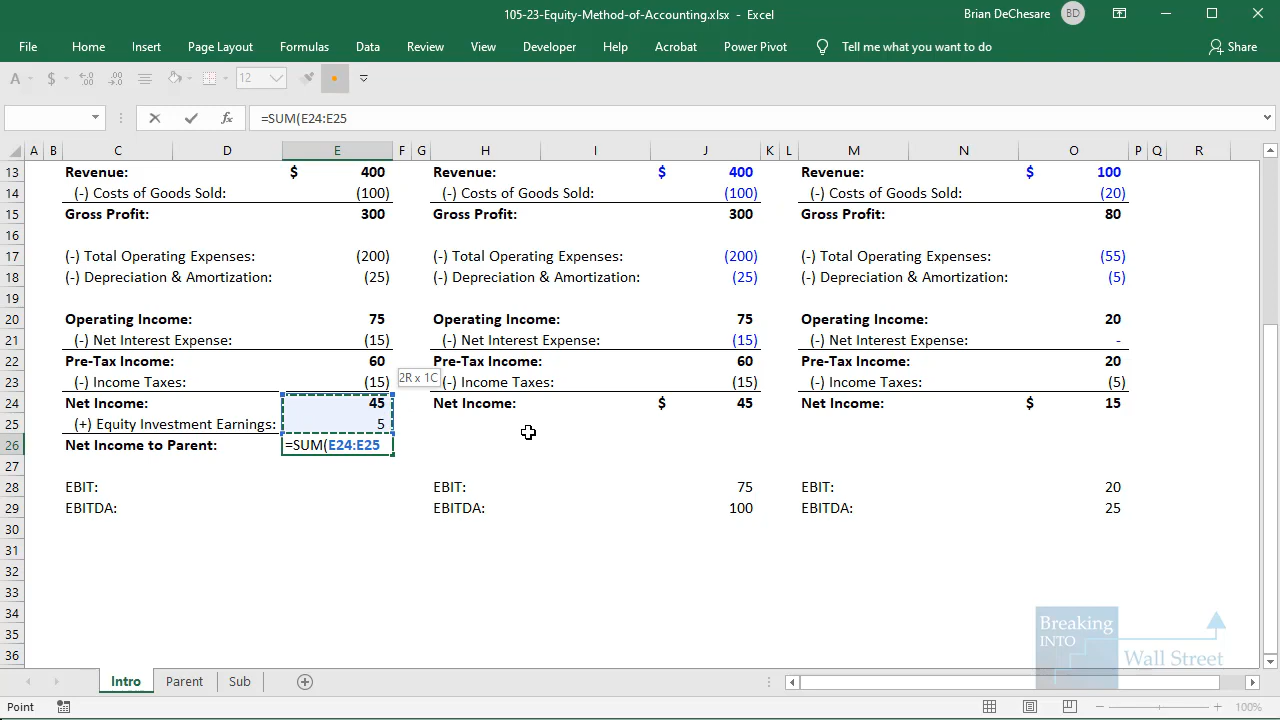 105-23-Equity-Method-of-Accounting.xlsx - Excel
Brian DeChesare BD
File Home Insert Page Layout Formulas Data Review View Developer Help Acrobat Power Pivot Tell me what you want to do Share
A $ 12
fx =SUM(E24:E25
A B C D E F G H I J K L M N O P Q R
13 Revenue: $ 400 Revenue: $ 400 Revenue: $ 100
14 (-) Costs of Goods Sold: (100) (-) Costs of Goods Sold: (100) (-) Costs of Goods Sold: (20)
15 Gross Profit: 300 Gross Profit: 300 Gross Profit: 80
16
17 (-) Total Operating Expenses: (200) (-) Total Operating Expenses: (200) (-) Total Operating Expenses: (55)
18 (-) Depreciation & Amortization: (25) (-) Depreciation & Amortization: (25) (-) Depreciation & Amortization: (5)
19
20 Operating Income: 75 Operating Income: 75 Operating Income: 20
21 (-) Net Interest Expense: (15) (-) Net Interest Expense: (15) (-) Net Interest Expense: -
22 Pre-Tax Income: 60 Pre-Tax Income: 60 Pre-Tax Income: 20
2R x 1C
23 (-) Income Taxes: (15) (-) Income Taxes: (15) (-) Income Taxes: (5)
24 Net Income: 45 Net Income: $ 45 Net Income: $ 15
25 (+) Equity Investment Earnings: 5
26 Net Income to Parent: =SUM(E24:E25
27
28 EBIT: EBIT: 75 EBIT: 20
29 EBITDA: EBITDA: 100 EBITDA: 25
30
31
32
33
34
35
36
Breaking
INTO
Wall Street
Intro Parent Sub
Point 100%